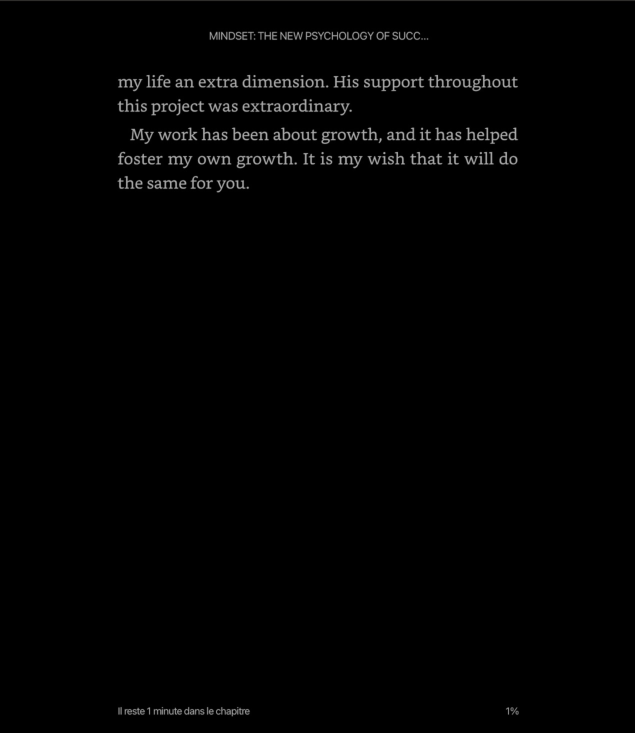 MINDSET: THE NEW PSYCHOLOGY OF SUCC...
my life an extra dimension. His support throughout
this project was extraordinary.
My work has been about growth, and it has helped
foster my own growth. It is my wish that it will do
the same for you.
Il reste 1 minute dans le chapitre
1%